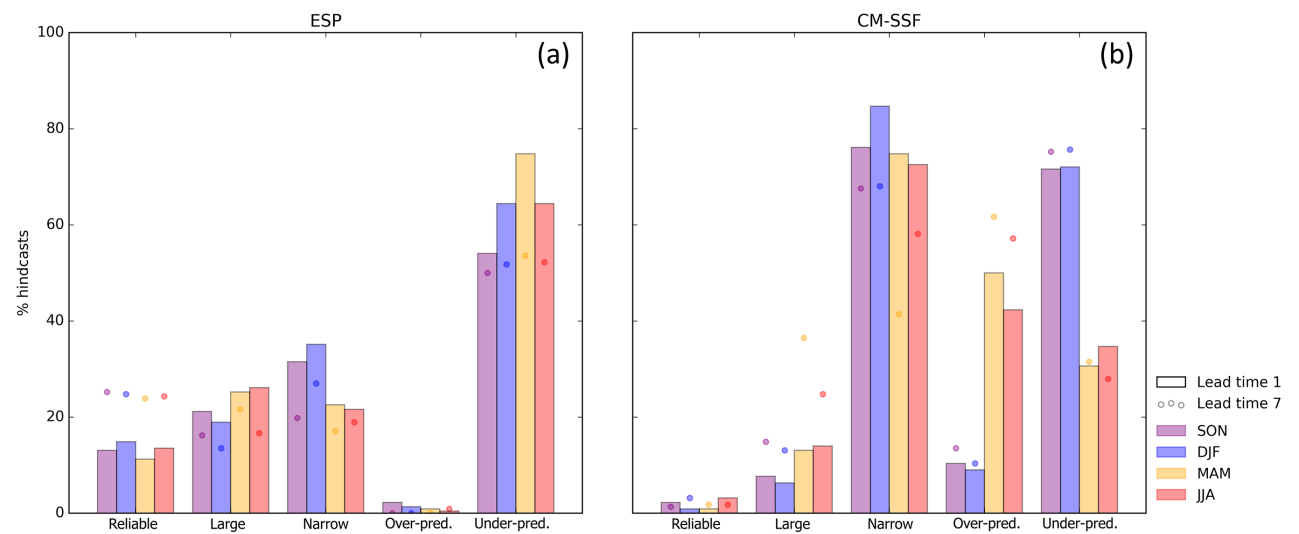 ESP
CM-SSF
(a)
(b)
100
80
60
40
20
0
% hindcasts
Reliable
Large
Narrow
Over-pred.
Under-pred.
Reliable
Large
Narrow
Over-pred.
Under-pred.
Lead time 1
Lead time 7
SON
DJF
MAM
JJA